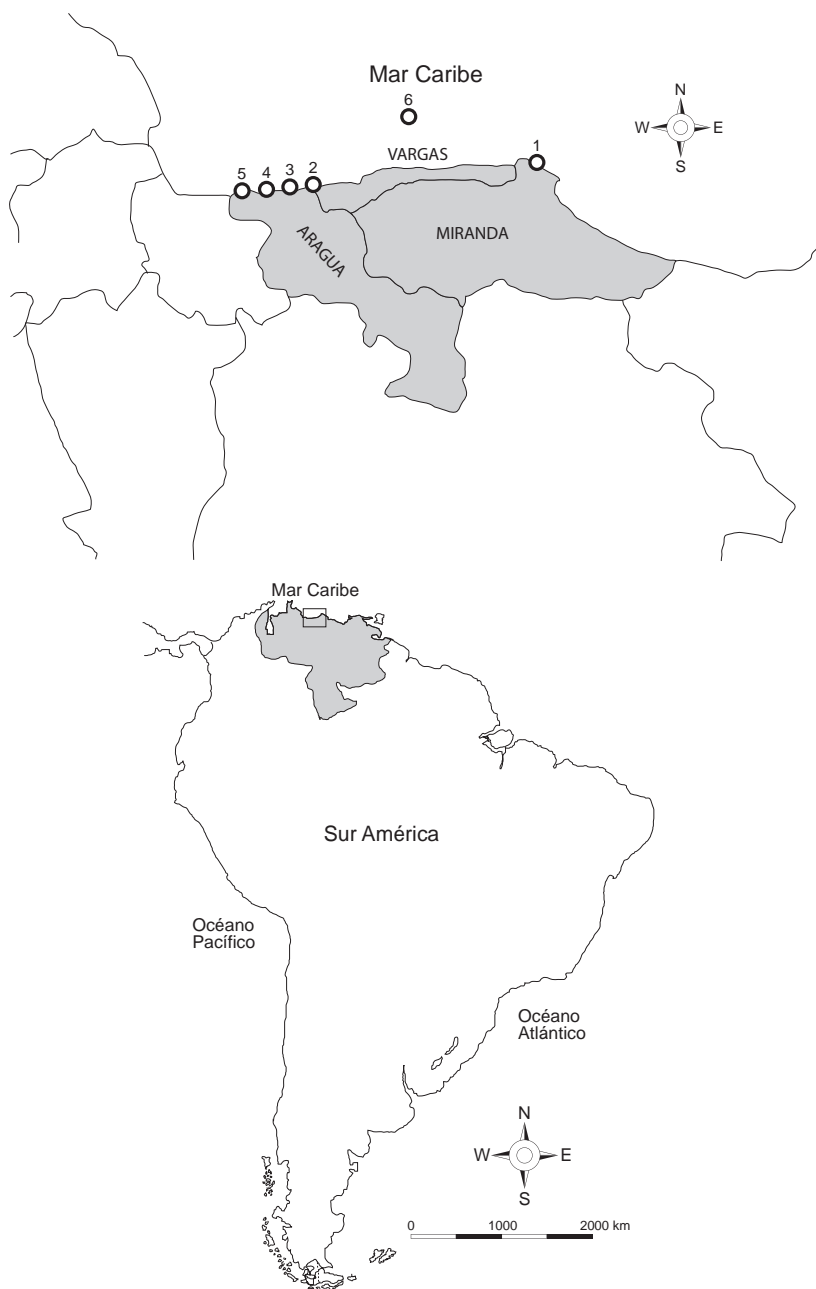 Mar Caribe
6
N
W E
S
1
VARGAS
5 4 3 2
MIRANDA
ARAGUA
Mar Caribe
Sur América
Océano
Pacífico
Océano
Atlántico
N
W E
S
0 1000 2000 km